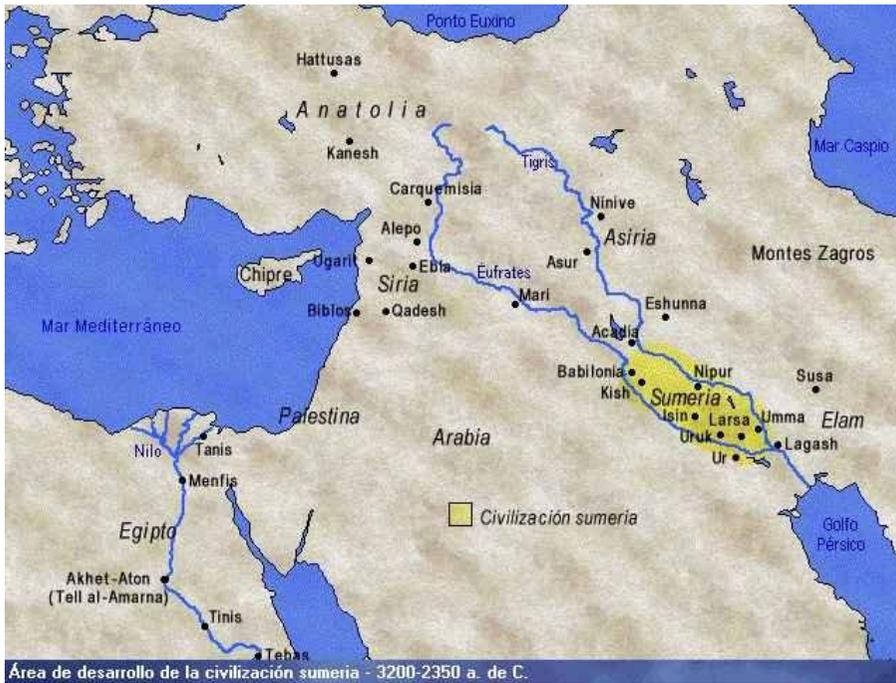 Ponto Euxino
Hattusas
Anatolia
Kanesh
Tigris
Mar Caspio
Carquemisia
Nínive
Alepo
Asiria
Montes Zagros
Ugarit
Ebla
Asur
Chipre
Siria
Éufrates
Mari
Eshunna
Biblos
Qadesh
Mar Mediterráneo
Acadia
Babilonia
Nipur
Susa
Kish
Sumeria
Palestina
Isin
Larsa
Umma
Elam
Arabia
Uruk
Lagash
Tanis
Nilo
Ur
Menfis
Civilización sumeria
Egipto
Golfo
Pérsico
Akhet-Aton
(Tell al-Amarna)
Tinis
Tebas
Área de desarrollo de la civilización sumeria - 3200-2350 a. de C.